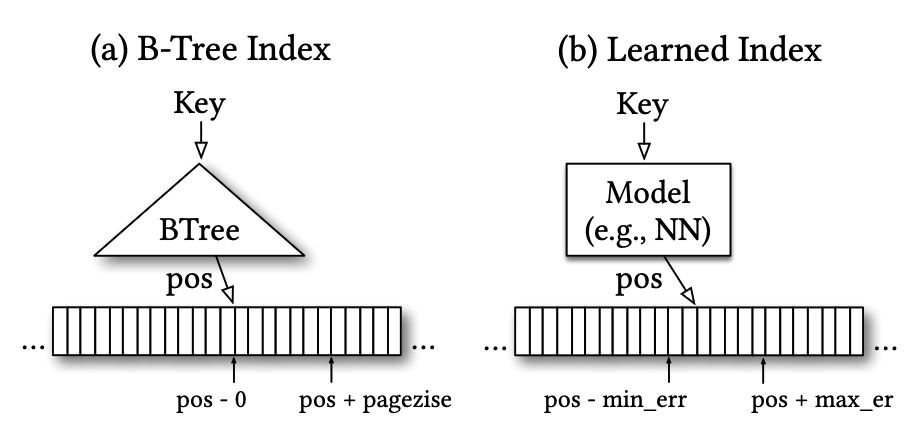 (a) B-Tree Index
Key
BTree
pos
...
...
pos - 0
pos + pagezise
(b) Learned Index
Key
Model
(e.g., NN)
pos
...
...
pos - min_err
pos + max_er